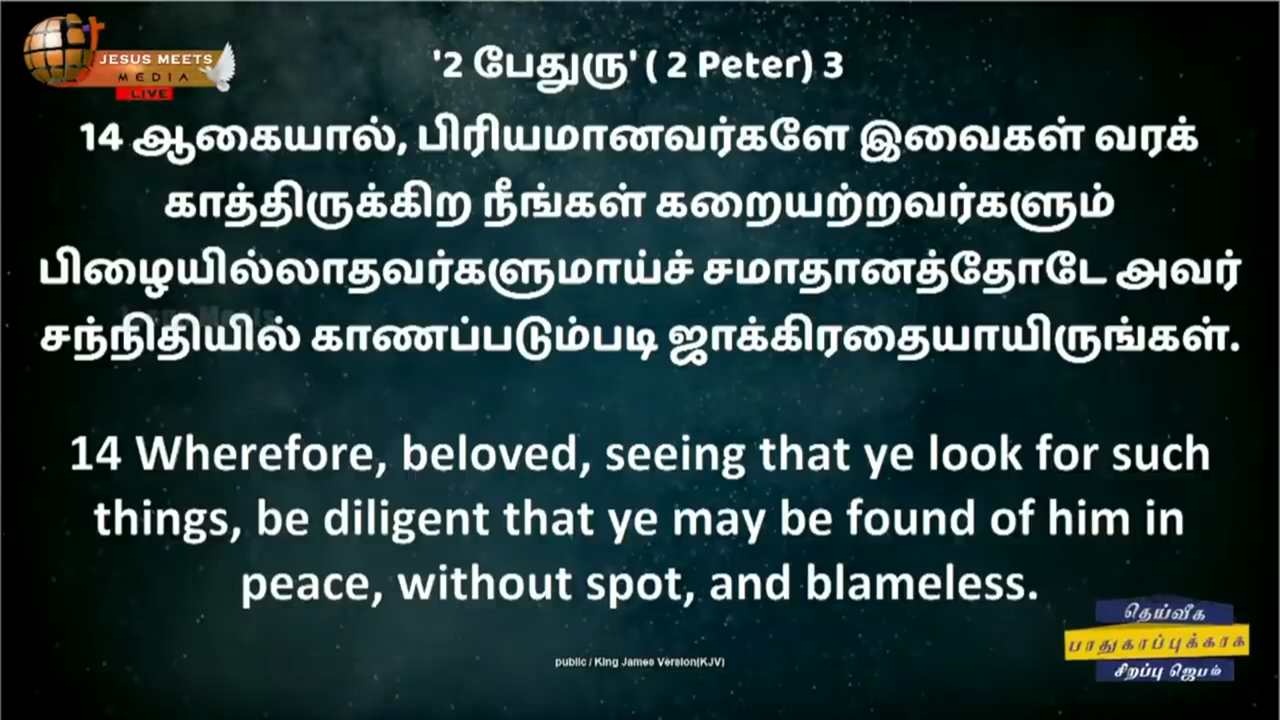 JESUS MEETS
MEDIA
LIVE
'2 பேதுரு' ( 2 Peter) 3
14 ஆகையால், பிரியமானவர்களே இவைகள் வரக்
காத்திருக்கிற நீங்கள் கறையற்றவர்களும்
பிழையில்லாதவர்களுமாய்ச் சமாதானத்தோடே அவர்
சந்நிதியில் காணப்படும்படி ஜாக்கிரதையாயிருங்கள்.
14 Wherefore, beloved, seeing that ye look for such
things, be diligent that ye may be found of him in
peace, without spot, and blameless.
public / King James Version(KJV)
தெய்வீக
பாதுகாப்புக்காக
சிறப்பு ஜெபம்